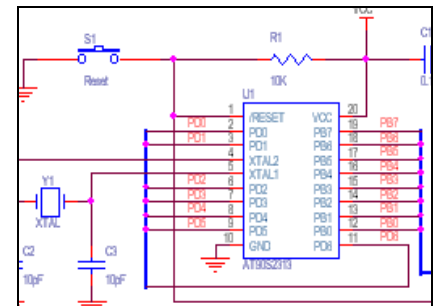 VCC
S1
R1
C1
Reset
10K
0.1
U1
1 /RESET VCC 20
PD0 2 PD0 PB7 19 PB7
PD1 3 PD1 PB6 18 PB6
4 XTAL2 PB5 17 PB5
5 XTAL1 PB4 16 PB4
PD2 6 PD2 PB3 15 PB3
PD3 7 PD3 PB2 14 PB2
PD4 8 PD4 PB1 13 PB1
PD5 9 PD5 PB0 12 PB0
10 GND PD6 11 PD6
AT90S2313
Y1
XTAL
C2
C3
10pF
10pF